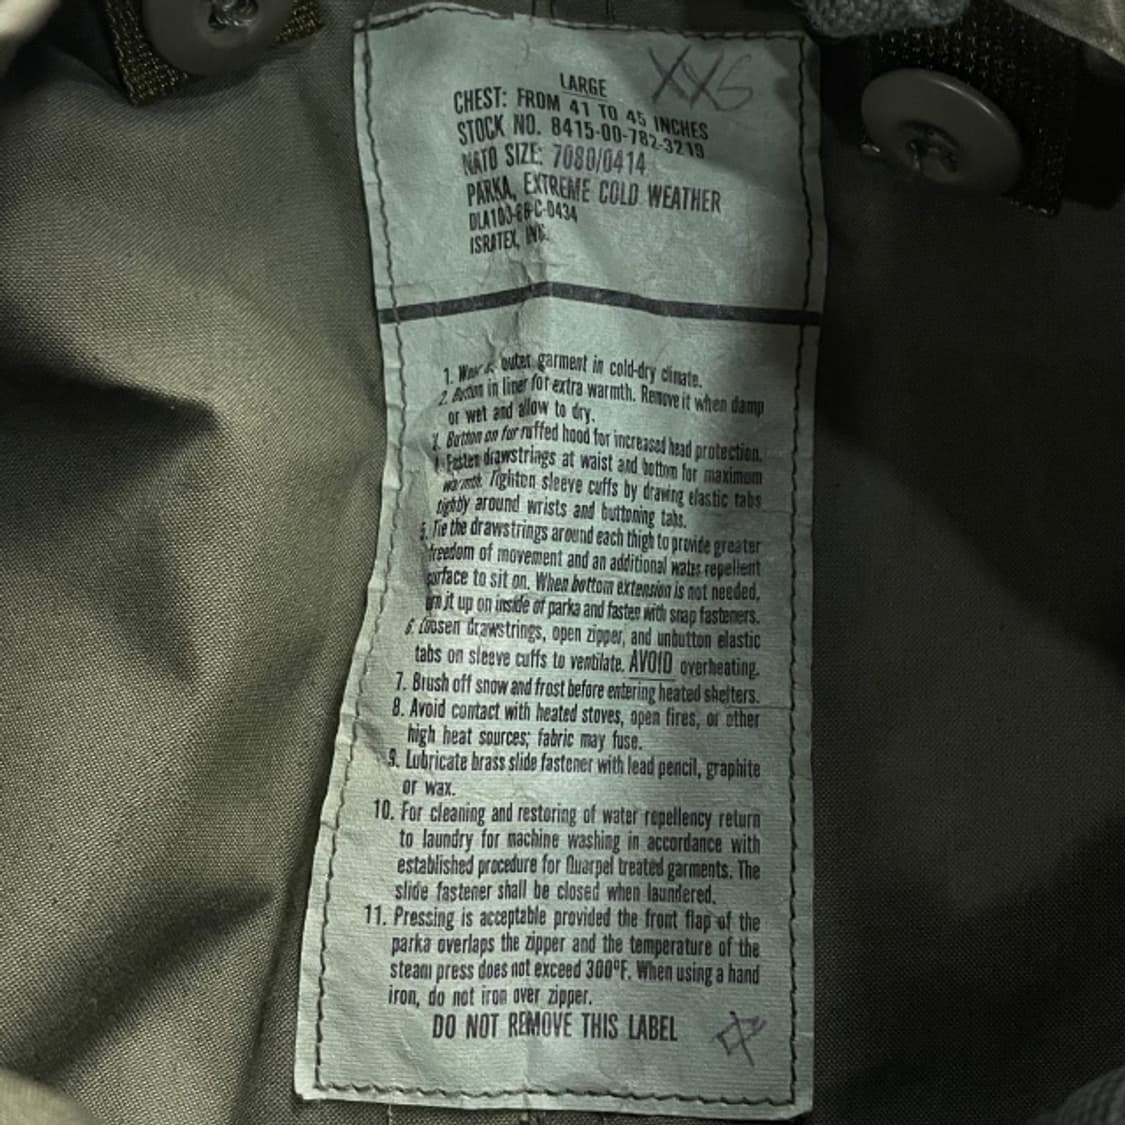 LARGE
XXS
CHEST: FROM 41 TO 45 INCHES
STOCK NO. 8415-00-782-3219
NATO SIZE: 7080/0414
PARKA, EXTREME COLD WEATHER
DLA100-86-C-0434
ISRATEX, INC.
1. Wear as outer garment in cold-dry climate.
2. Button in liner for extra warmth. Remove it when damp
or wet and allow to dry.
3. Button on fur ruffed hood for increased head protection.
4. Fasten drawstrings at waist and bottom for maximum
warmth. Tighten sleeve cuffs by drawing elastic tabs
tightly around wrists and buttoning tabs.
5. Tie the drawstrings around each thigh to provide greater
freedom of movement and an additional water repellent
surface to sit on. When bottom extension is not needed,
turn it up on inside of parka and fasten with snap fasteners.
6. Loosen drawstrings, open zipper, and unbutton elastic
tabs on sleeve cuffs to ventilate. AVOID overheating.
7. Brush off snow and frost before entering heated shelters.
8. Avoid contact with heated stoves, open fires, or other
high heat sources; fabric may fuse.
9. Lubricate brass slide fastener with lead pencil, graphite
or wax.
10. For cleaning and restoring of water repellency return
to laundry for machine washing in accordance with
established procedure for Quarpel treated garments. The
slide fastener shall be closed when laundered.
11. Pressing is acceptable provided the front flap of the
parka overlaps the zipper and the temperature of the
steam press does not exceed 300°F. When using a hand
iron, do not iron over zipper.
DO NOT REMOVE THIS LABEL